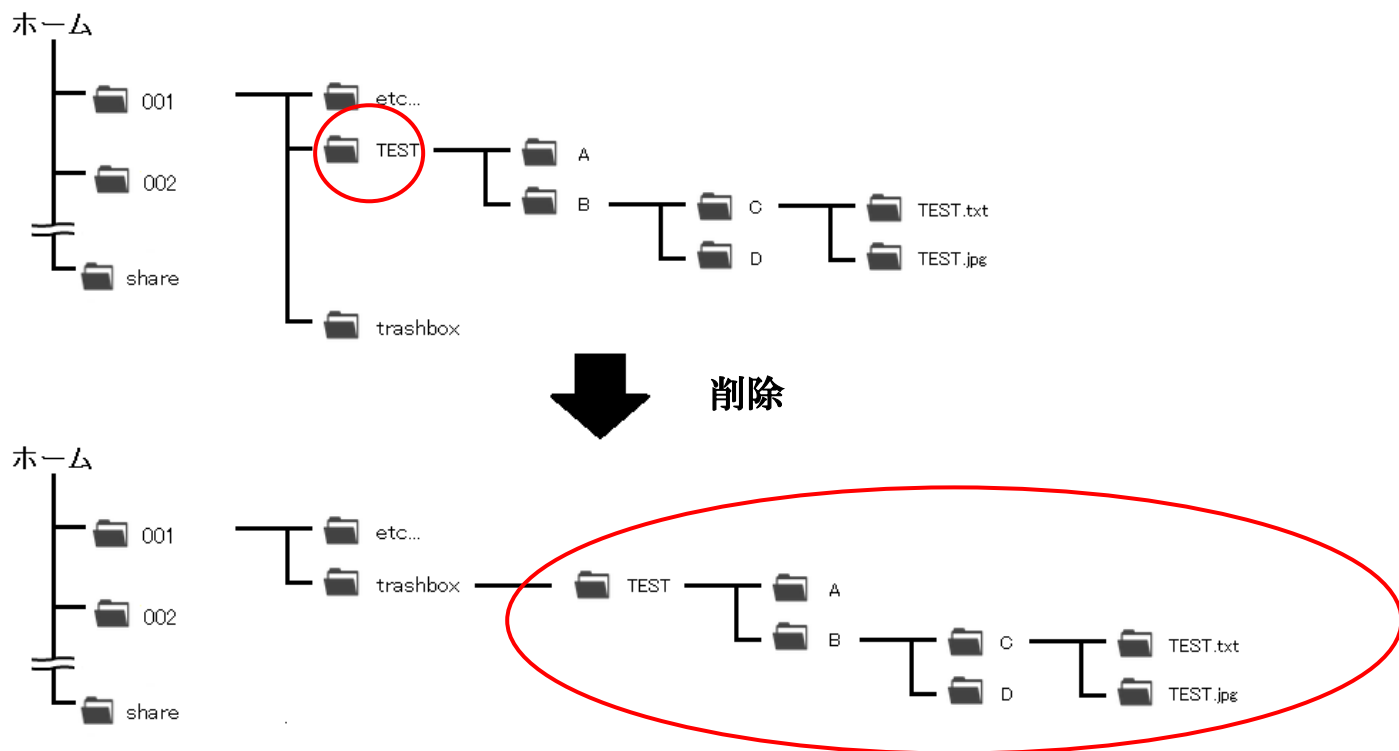 ホーム
001
etc...
TEST
A
002
B
C
TEST.txt
D
TEST.jpg
share
trashbox
削除
ホーム
001
etc...
trashbox
TEST
A
002
B
C
TEST.txt
D
TEST.jpg
share